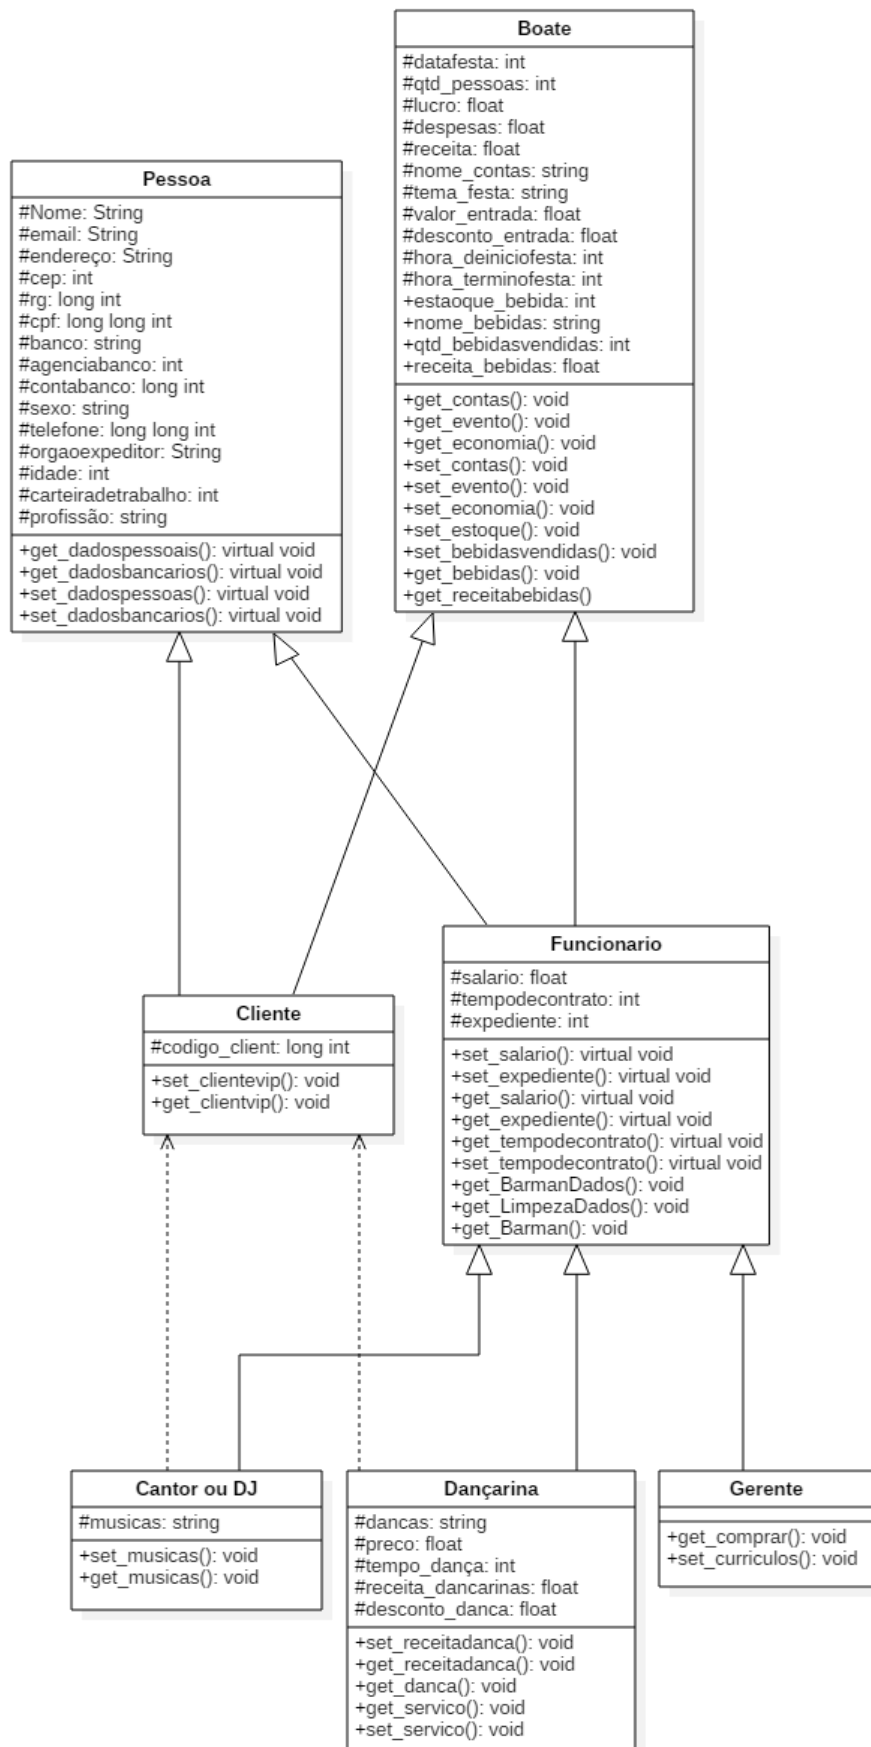 Boate
#datafesta: int
#qtd_pessoas: int
#lucro: float
#despesas: float
#receita: float
#nome_contas: string
#tema_festa: string
#valor_entrada: float
#desconto_entrada: float
#hora_deiniciofesta: int
#hora_terminofesta: int
+estaoque_bebida: int
+nome_bebidas: string
+qtd_bebidasvendidas: int
+receita_bebidas: float
+get_contas(): void
+get_evento(): void
+get_economia(): void
+set_contas(): void
+set_evento(): void
+set_economia(): void
+set_estoque(): void
+set_bebidasvendidas(): void
+get_bebidas(): void
+get_receitabebidas()
Pessoa
#Nome: String
#email: String
#endereço: String
#cep: int
#rg: long int
#cpf: long long int
#banco: string
#agenciabanco: int
#contabanco: long int
#sexo: string
#telefone: long long int
#orgaoexpeditor: String
#idade: int
#carteiradetrabalho: int
#profissão: string
+get_dadospessoais(): virtual void
+get_dadosbancarios(): virtual void
+set_dadospessoas(): virtual void
+set_dadosbancarios(): virtual void
Funcionario
#salario: float
#tempodecontrato: int
#expediente: int
+set_salario(): virtual void
+set_expediente(): virtual void
+get_salario(): virtual void
+get_expediente(): virtual void
+get_tempodecontrato(): virtual void
+set_tempodecontrato(): virtual void
+get_BarmanDados(): void
+get_LimpezaDados(): void
+get_Barman(): void
Cliente
#codigo_client: long int
+set_clientevip(): void
+get_clientvip(): void
Cantor ou DJ
#musicas: string
+set_musicas(): void
+get_musicas(): void
Dançarina
#dancas: string
#preco: float
#tempo_dança: int
#receita_dancarinas: float
#desconto_danca: float
+set_receitadanca(): void
+get_receitadanca(): void
+get_danca(): void
+get_servico(): void
+set_servico(): void
Gerente
+get_comprar(): void
+set_curriculos(): void